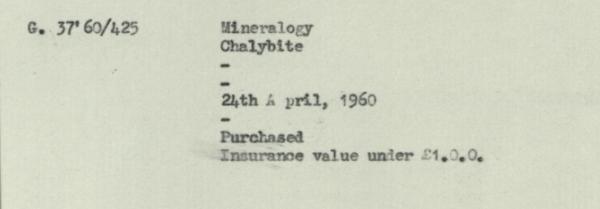 G. 37'60/425 Mineralogy
Chalybite
-
-
24th A pril, 1960
-
Purchased
Insurance value under £1.0.0.